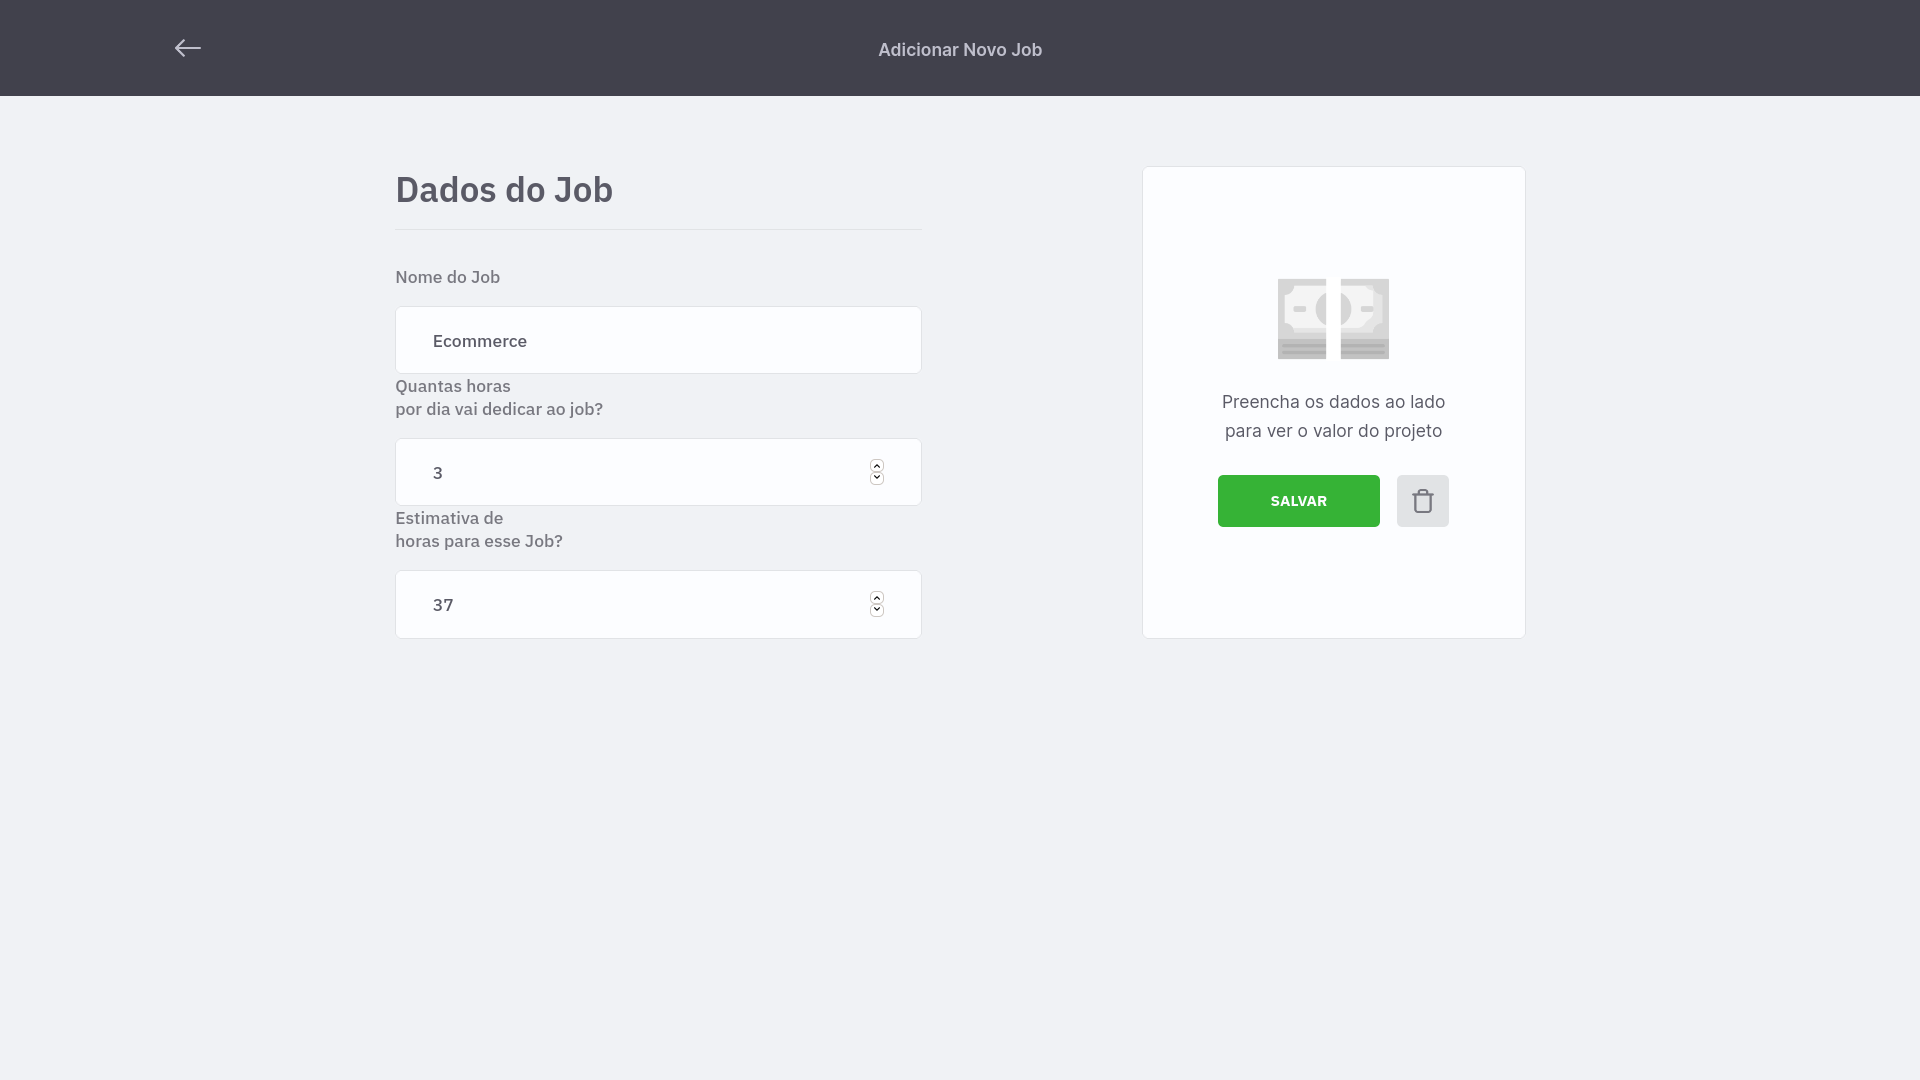 Adicionar Novo Job
Dados do Job
Nome do Job
Ecommerce
Quantas horas
por dia vai dedicar ao job?
3
Estimativa de
horas para esse Job?
37
Preencha os dados ao lado
para ver o valor do projeto
SALVAR